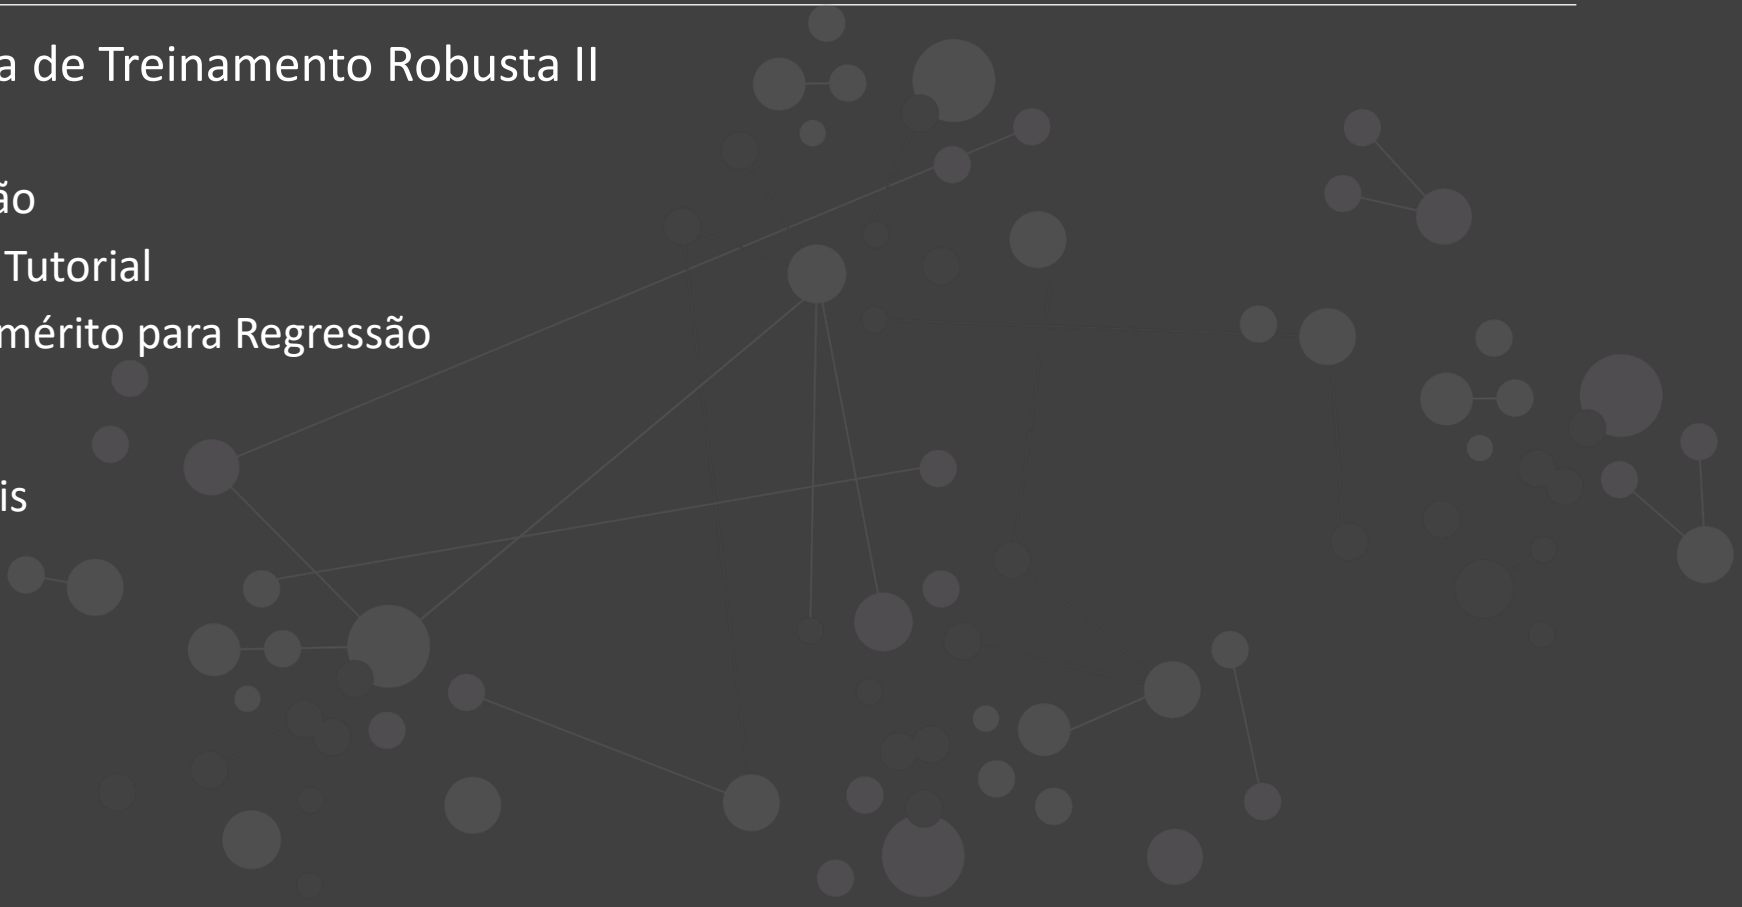 a de Treinamento Robusta II
ão
Tutorial
mérito para Regressão
is